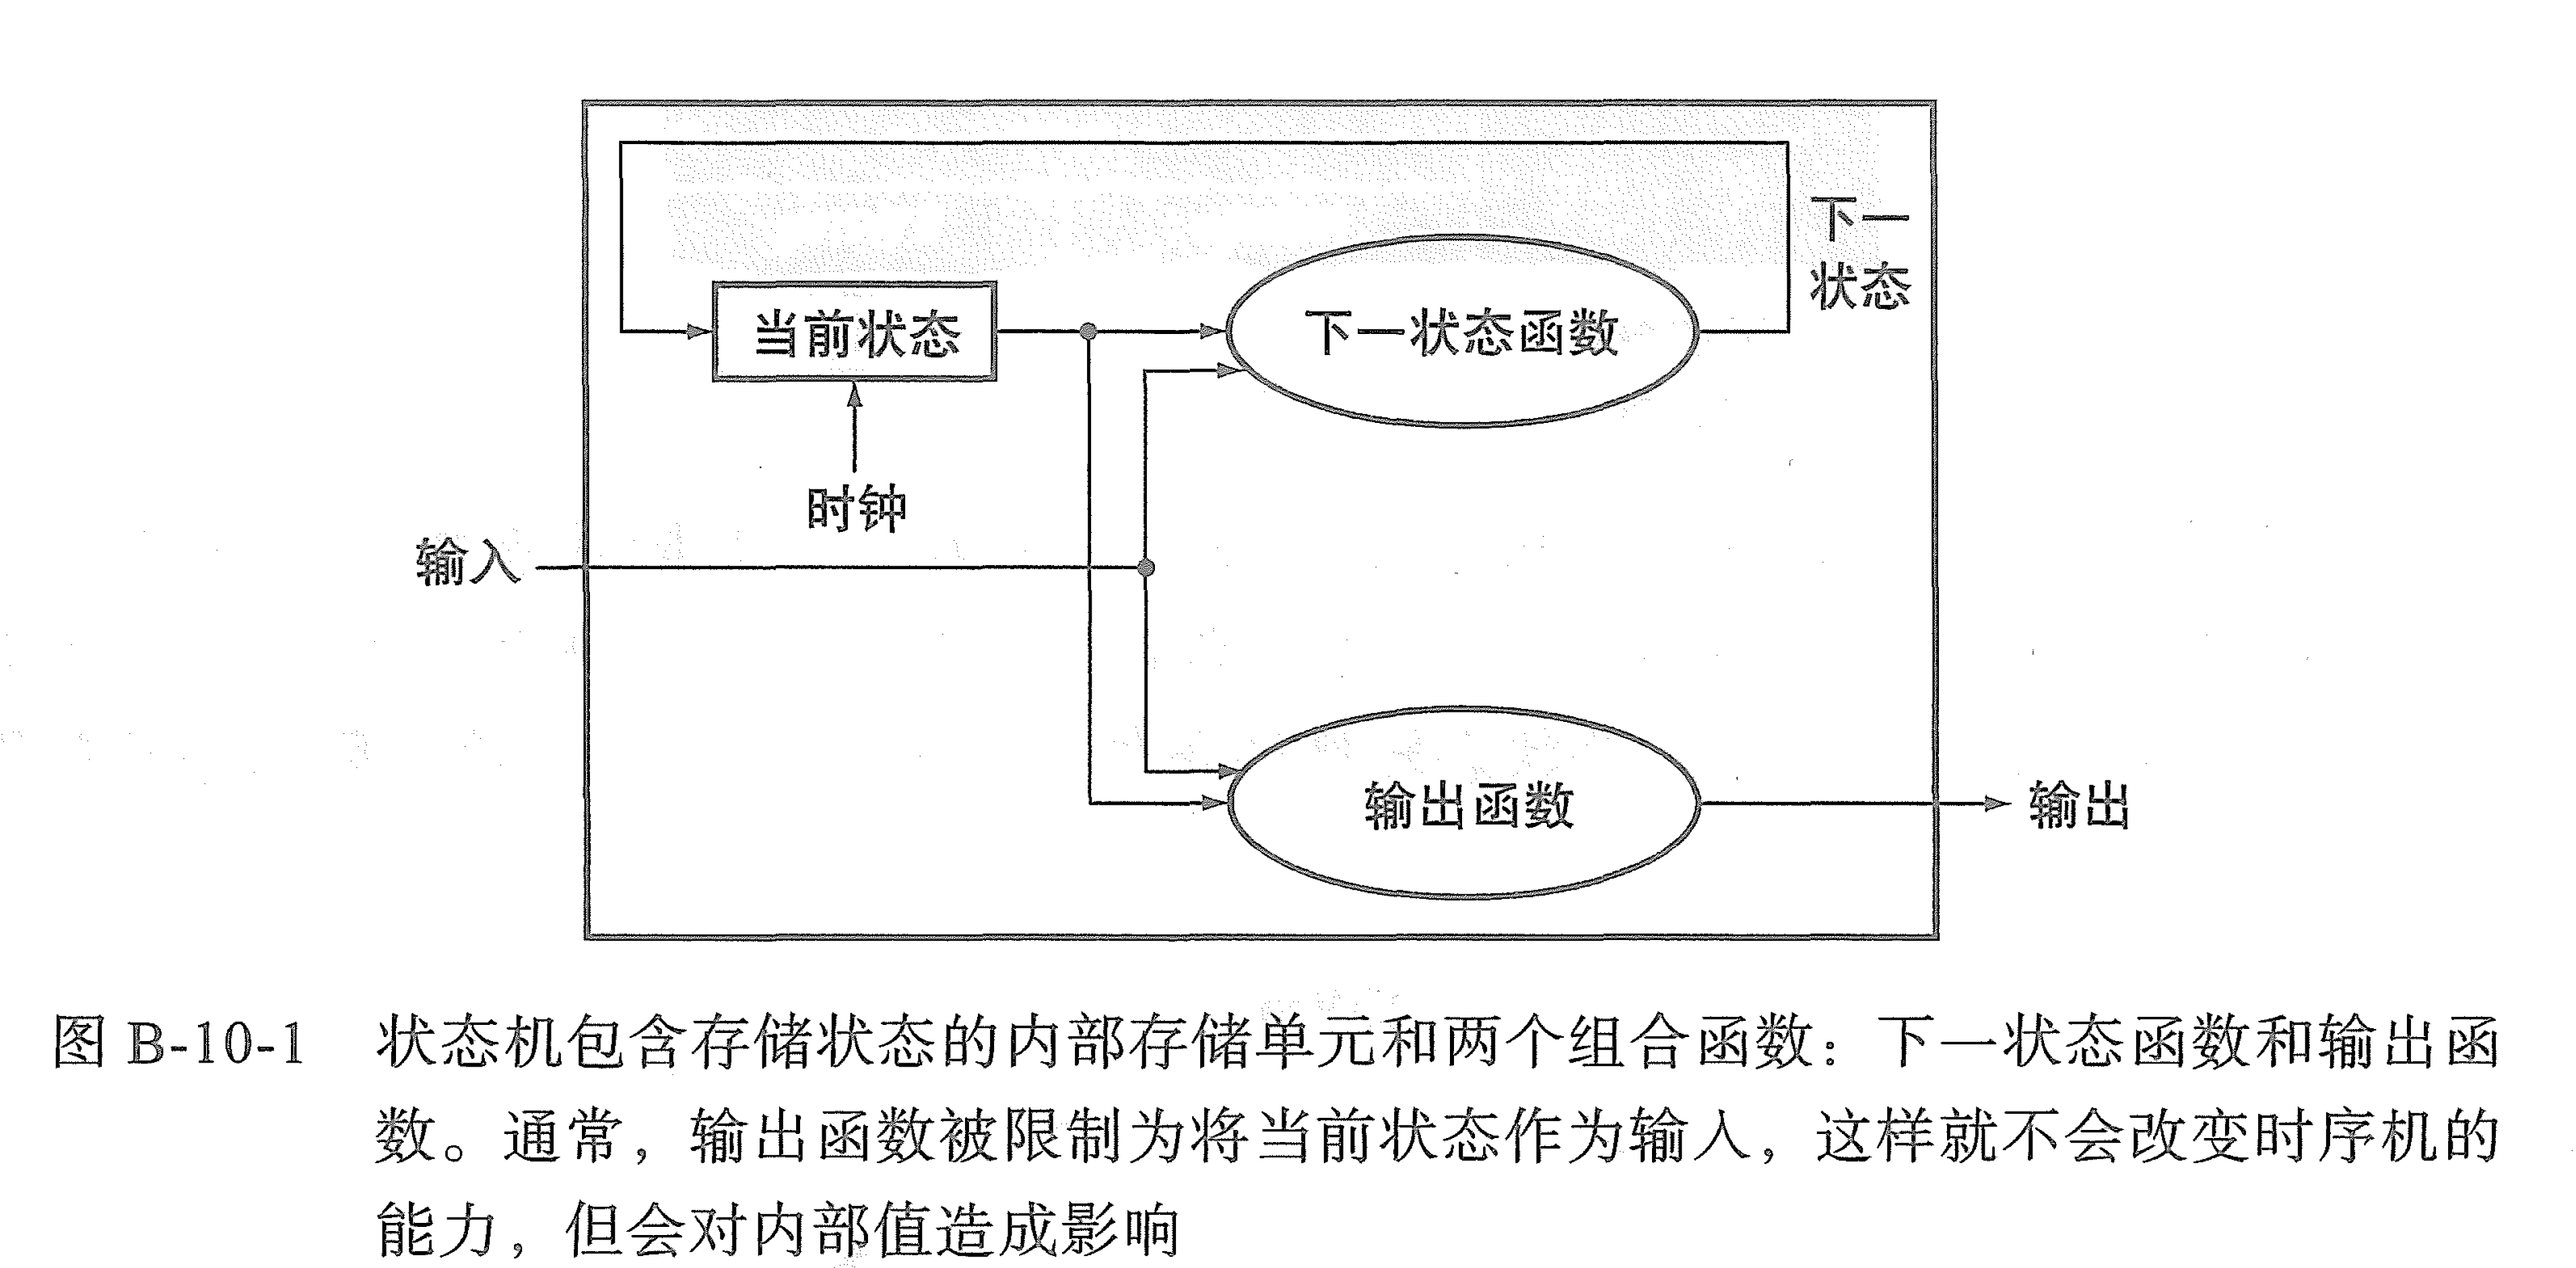 下一
状态
当前状态
下一状态函数
时钟
输入
输出函数
输出
图 B-10-1 状态机包含存储状态的内部存储单元和两个组合函数：下一状态函数和输出函
数。通常，输出函数被限制为将当前状态作为输入，这样就不会改变时序机的
能力，但会对内部值造成影响